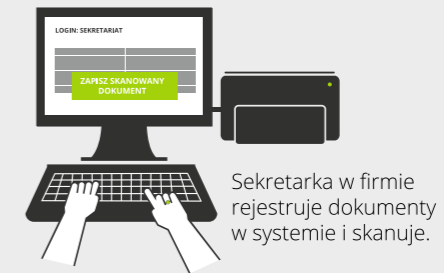 LOGIN: SEKRETARIAT
ZAPISZ SKANOWANY
DOKUMENT
Sekretarka w firmie
rejestruje dokumenty
w systemie i skanuje.